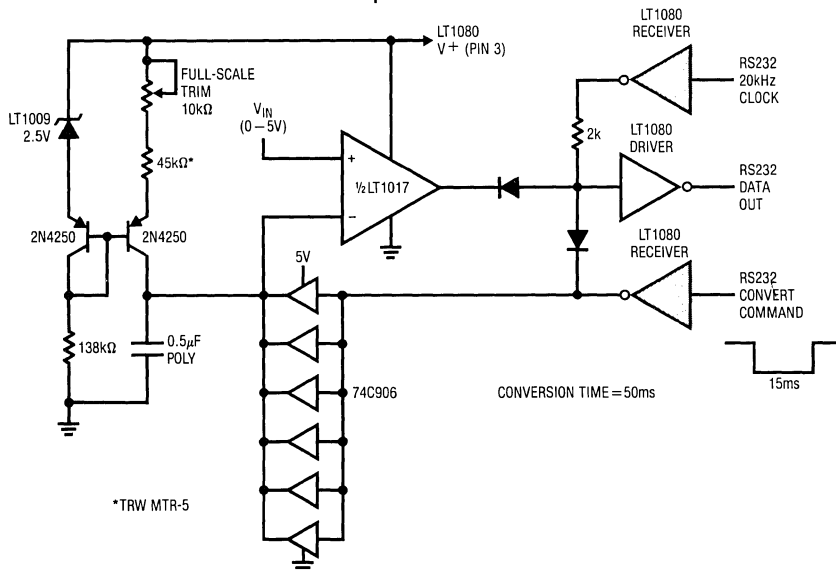 LT1080
V+ (PIN 3)
LT1080
RECEIVER
FULL-SCALE
TRIM
10kΩ
RS232
20kHz
CLOCK
LT1009
2.5V
VIN
(0–5V)
2k
LT1080
DRIVER
45kΩ*
+
½LT1017
–
RS232
DATA
OUT
2N4250
2N4250
5V
LT1080
RECEIVER
RS232
CONVERT
COMMAND
138kΩ
0.5µF
POLY
74C906
CONVERSION TIME=50ms
15ms
*TRW MTR-5